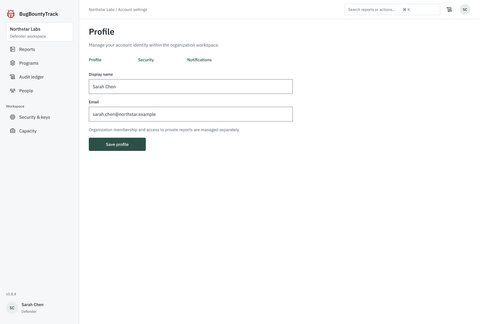 BugBountyTrack
Northstar Labs
Defender workspace
Reports
Programs
Audit ledger
People
Workspace
Security & keys
Capacity
v1.8.4
SC
Sarah Chen
Defender
Northstar Labs / Account settings
Search reports or actions...
⌘ K
SC
Profile
Manage your account identity within the organization workspace.
Profile
Security
Notifications
Display name
Sarah Chen
Email
sarah.chen@northstar.example
Organization membership and access to private reports are managed separately.
Save profile